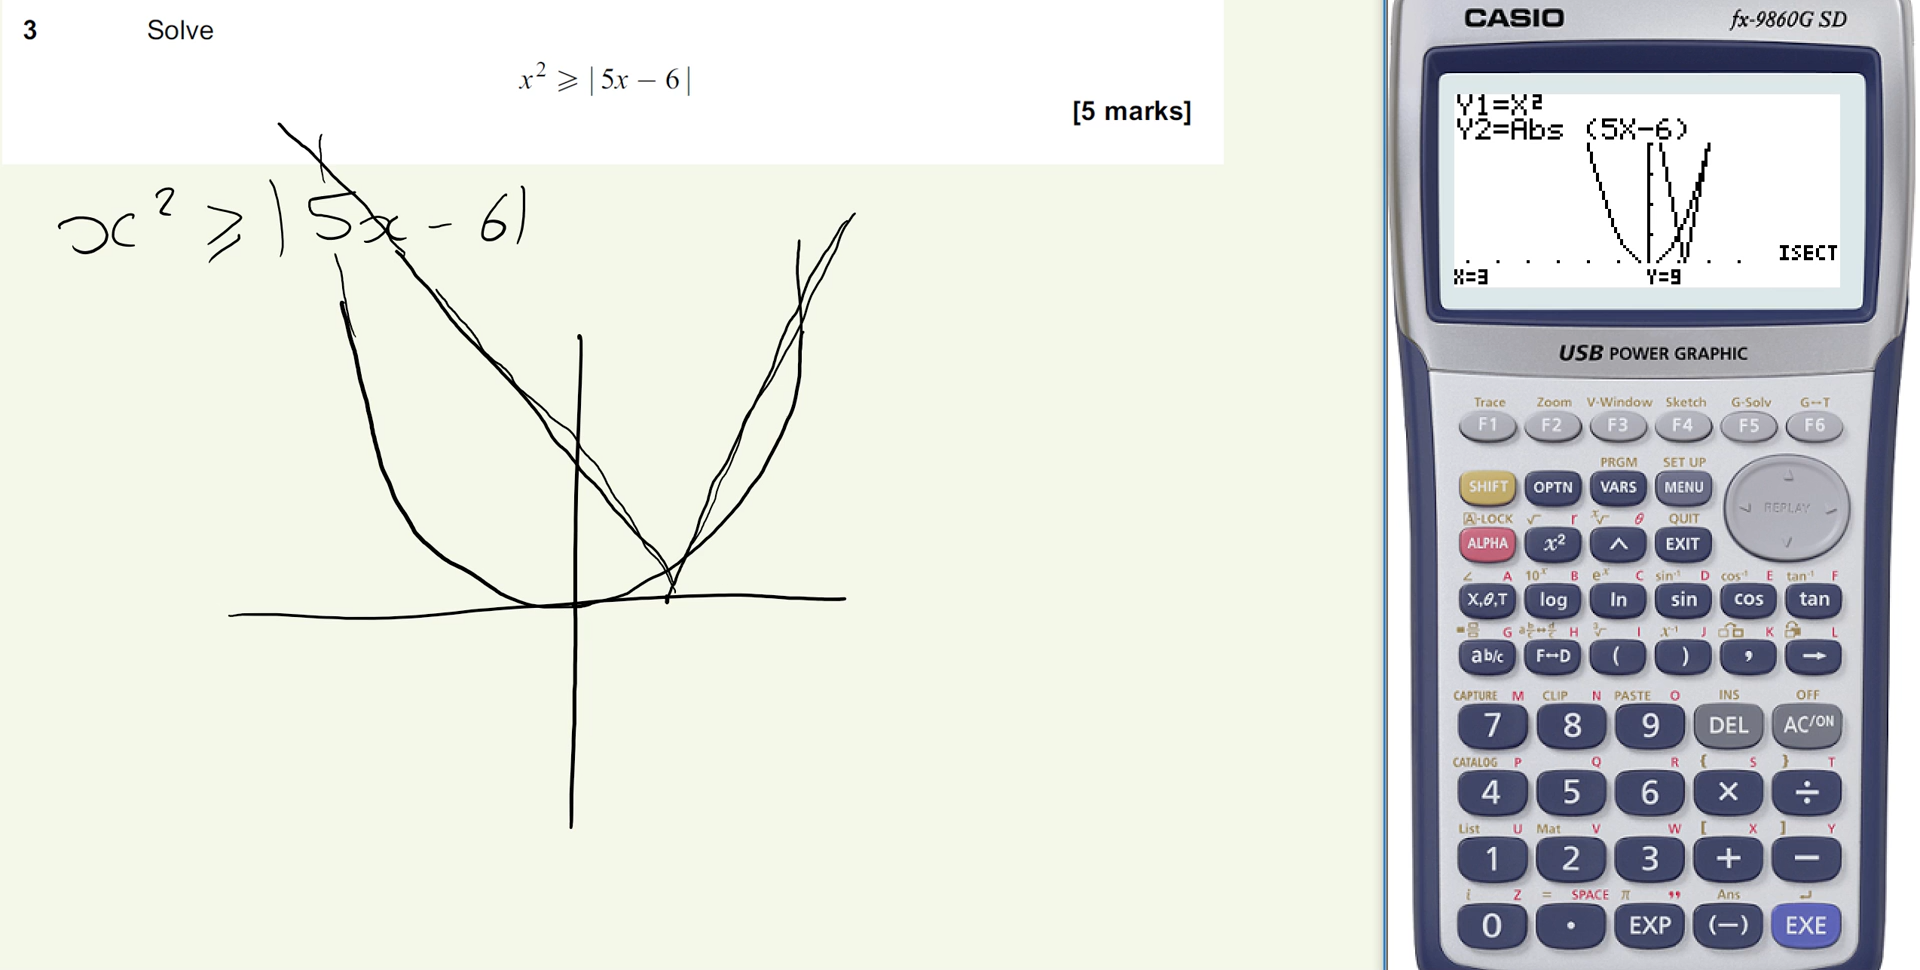 3 Solve
x² ⩾ | 5x − 6 |
[5 marks]
x² ⩾ |5x − 6|
CASIO fx-9860G SD
Y1=X²
Y2=Abs (5X−6)
ISECT
X=3 Y=9
USB POWER GRAPHIC
Trace Zoom V-Window Sketch G-Solv G↔T
F1 F2 F3 F4 F5 F6
PRGM SET UP
SHIFT OPTN VARS MENU REPLAY
A-LOCK √ r ˣ√ θ QUIT
ALPHA x² ^ EXIT
∠ A 10ˣ B eˣ C sin⁻¹ D cos⁻¹ E tan⁻¹ F
X,θ,T log ln sin cos tan
G H ³√ I x⁻¹ J K L
a b/c F↔D ( ) , →
CAPTURE M CLIP N PASTE O INS OFF
7 8 9 DEL AC/ON
CATALOG P Q R { S } T
4 5 6 × ÷
List U Mat V W [ X ] Y
1 2 3 + −
i Z = SPACE π " Ans ↵
0 . EXP (−) EXE